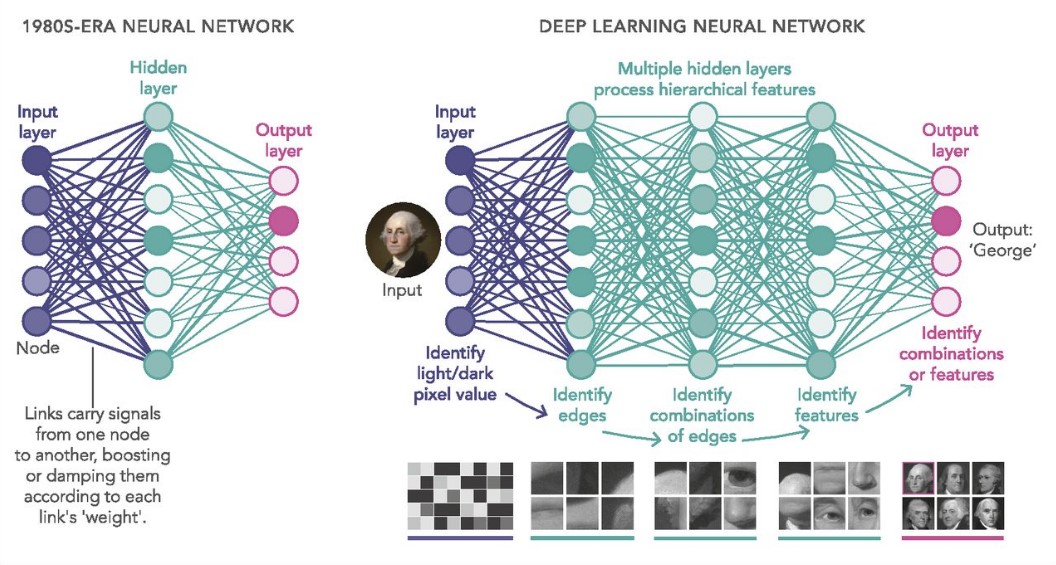 1980S-ERA NEURAL NETWORK
Hidden
layer
Input
layer
Output
layer
Node
Links carry signals
from one node
to another, boosting
or damping them
according to each
link's 'weight'.
DEEP LEARNING NEURAL NETWORK
Multiple hidden layers
process hierarchical features
Input
layer
Output
layer
Input
Output:
‘George’
Identify
light/dark
pixel value
Identify
edges
Identify
combinations
of edges
Identify
features
Identify
combinations
or features